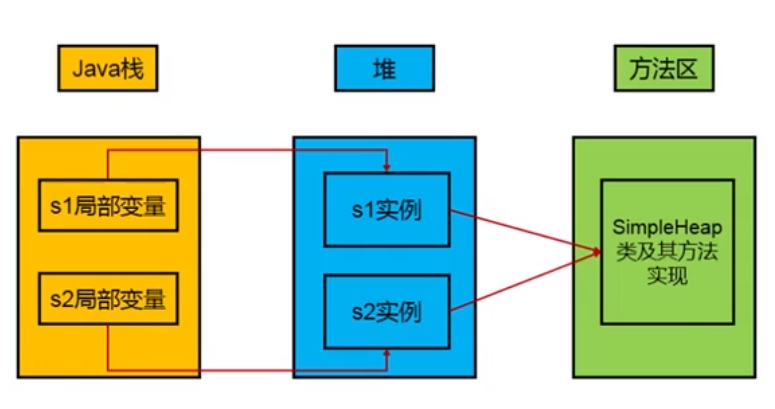 Java栈
堆
方法区
s1局部变量
s2局部变量
s1实例
s2实例
SimpleHeap
类及其方法
实现